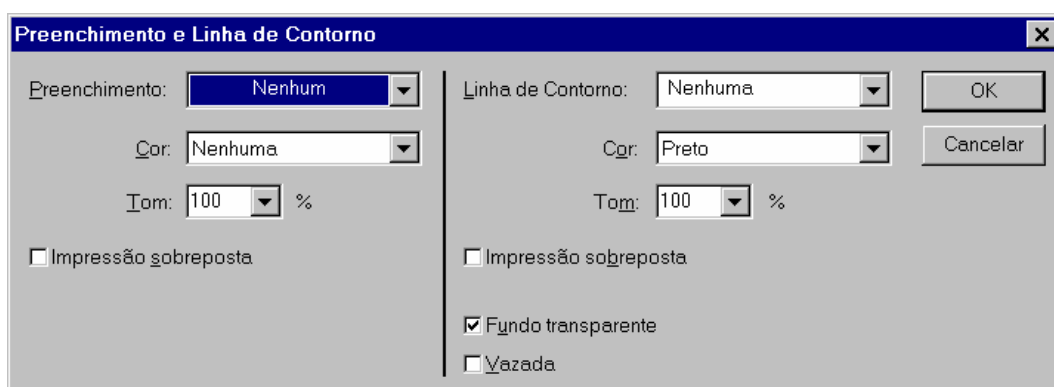 Preenchimento e Linha de Contorno
Preenchimento: Nenhum
Cor: Nenhuma
Tom: 100 %
Impressão sobreposta
Linha de Contorno: Nenhuma
Cor: Preto
Tom: 100 %
Impressão sobreposta
Fundo transparente
Vazada
OK
Cancelar